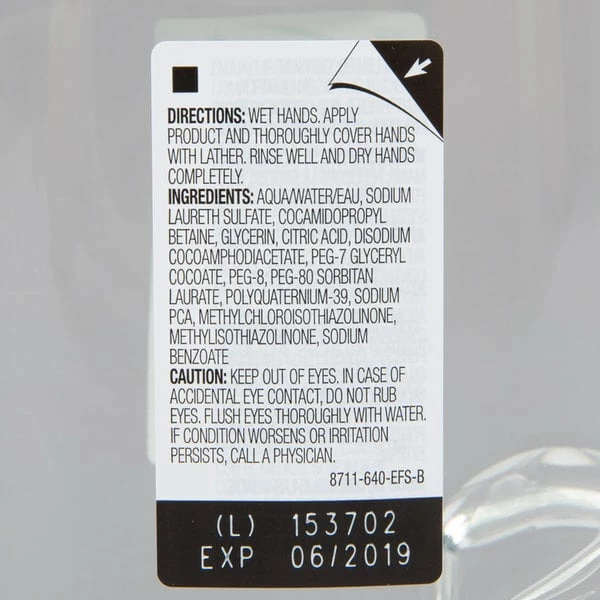 DIRECTIONS: WET HANDS. APPLY
PRODUCT AND THOROUGHLY COVER HANDS
WITH LATHER. RINSE WELL AND DRY HANDS
COMPLETELY.
INGREDIENTS: AQUA/WATER/EAU, SODIUM
LAURETH SULFATE, COCAMIDOPROPYL
BETAINE, GLYCERIN, CITRIC ACID, DISODIUM
COCOAMPHODIACETATE, PEG-7 GLYCERYL
COCOATE, PEG-8, PEG-80 SORBITAN
LAURATE, POLYQUATERNIUM-39, SODIUM
PCA, METHYLCHLOROISOTHIAZOLINONE,
METHYLISOTHIAZOLINONE, SODIUM
BENZOATE
CAUTION: KEEP OUT OF EYES. IN CASE OF
ACCIDENTAL EYE CONTACT, DO NOT RUB
EYES. FLUSH EYES THOROUGHLY WITH WATER.
IF CONDITION WORSENS OR IRRITATION
PERSISTS, CALL A PHYSICIAN.
8711-640-EFS-B
(L) 153702
EXP 06/2019